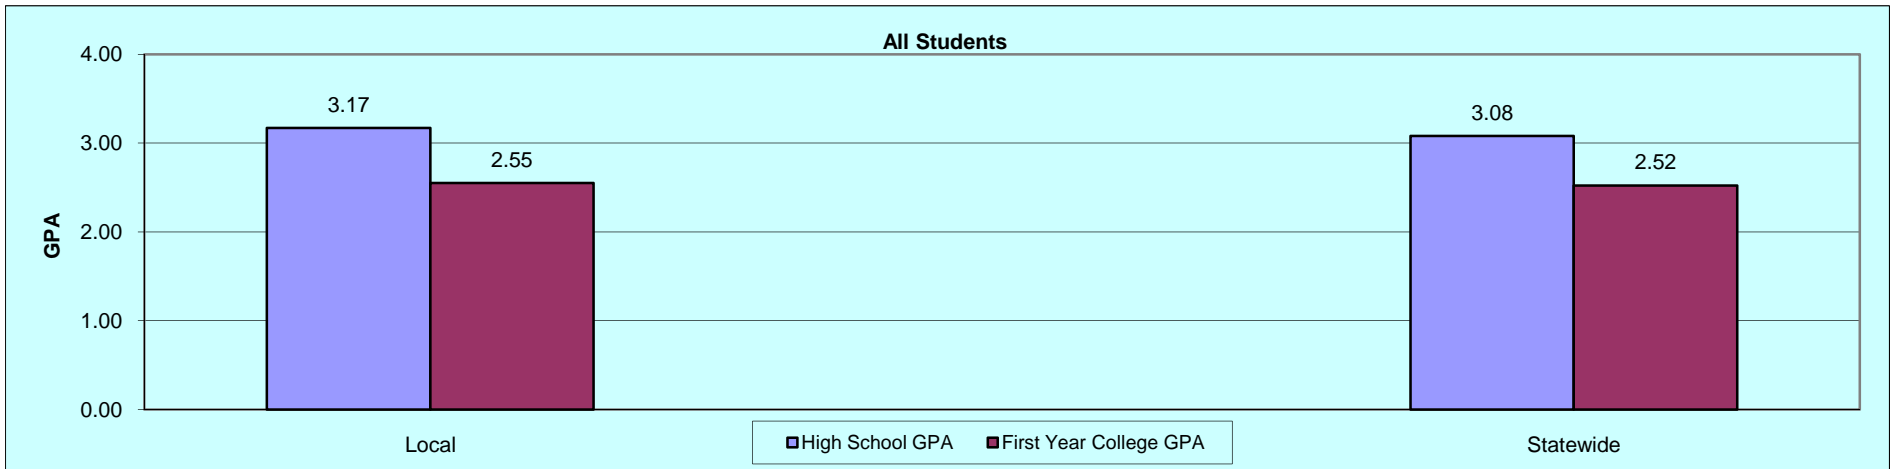 All Students
4.00
3.00
2.00
1.00
0.00
GPA
3.17
2.55
3.08
2.52
Local
Statewide
High School GPA
First Year College GPA